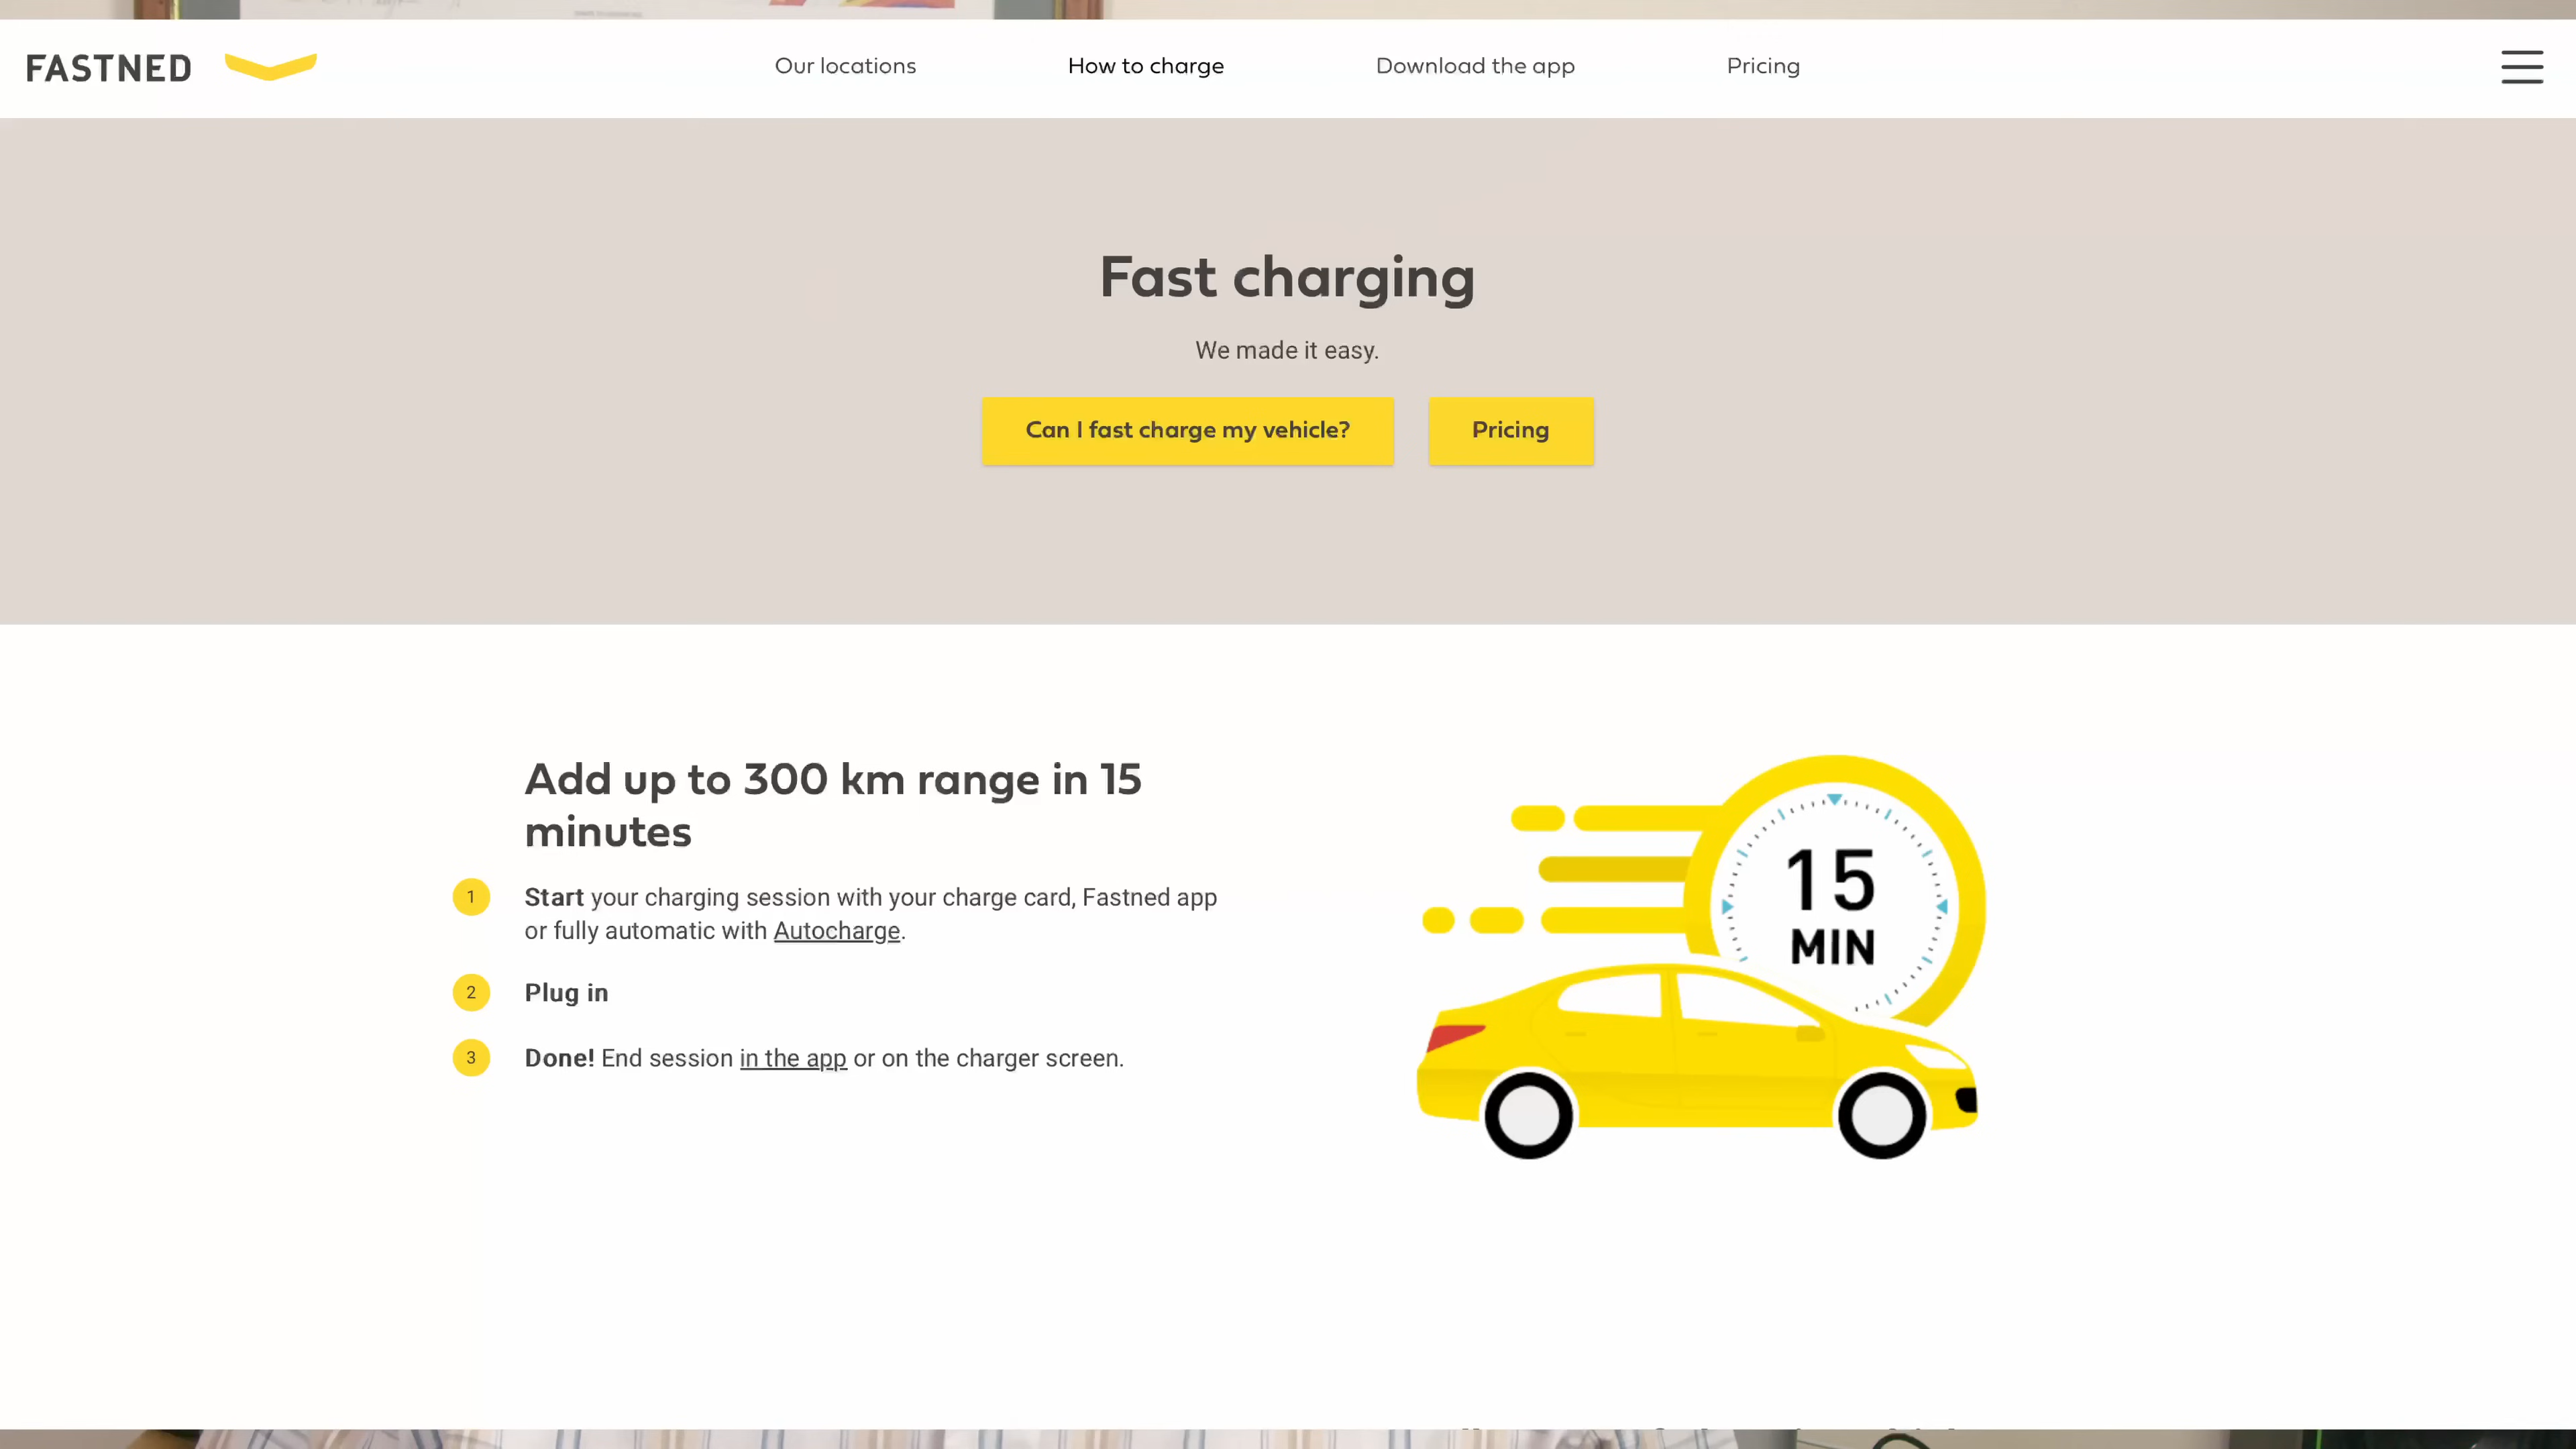 FASTNED
Our locations
How to charge
Download the app
Pricing
Fast charging
We made it easy.
Can I fast charge my vehicle?
Pricing
Add up to 300 km range in 15
minutes
1
Start your charging session with your charge card, Fastned app
or fully automatic with Autocharge.
2
Plug in
3
Done! End session in the app or on the charger screen.
15
MIN